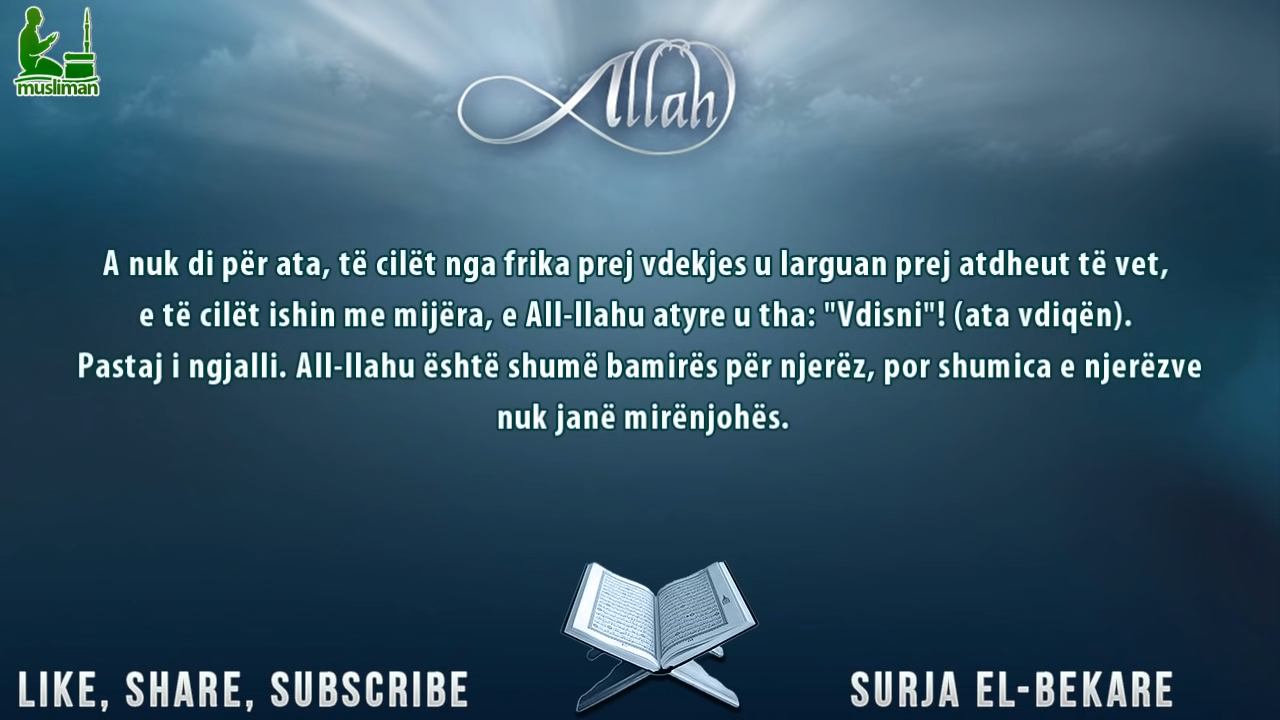 musliman
Allah
A nuk di për ata, të cilët nga frika prej vdekjes u larguan prej atdheut të vet,
e të cilët ishin me mijëra, e All-llahu atyre u tha: "Vdisni"! (ata vdiqën).
Pastaj i ngjalli. All-llahu është shumë bamirës për njerëz, por shumica e njerëzve
nuk janë mirënjohës.
LIKE, SHARE, SUBSCRIBE
SURJA EL-BEKARE